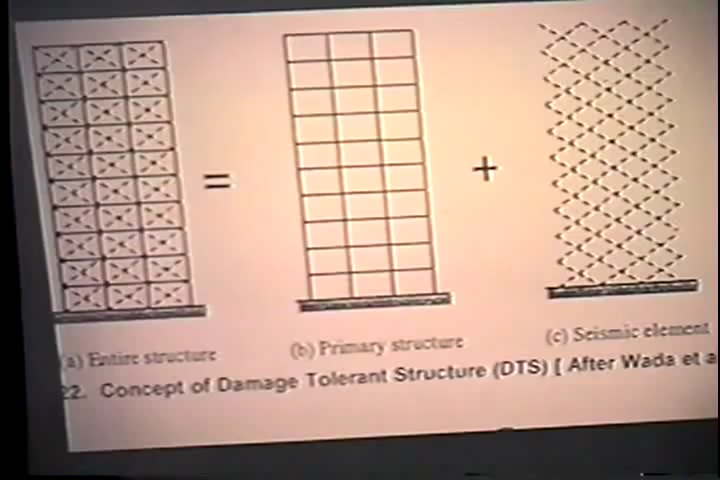 = +
(a) Entire structure (b) Primary structure (c) Seismic element
22. Concept of Damage Tolerant Structure (DTS) [ After Wada et a